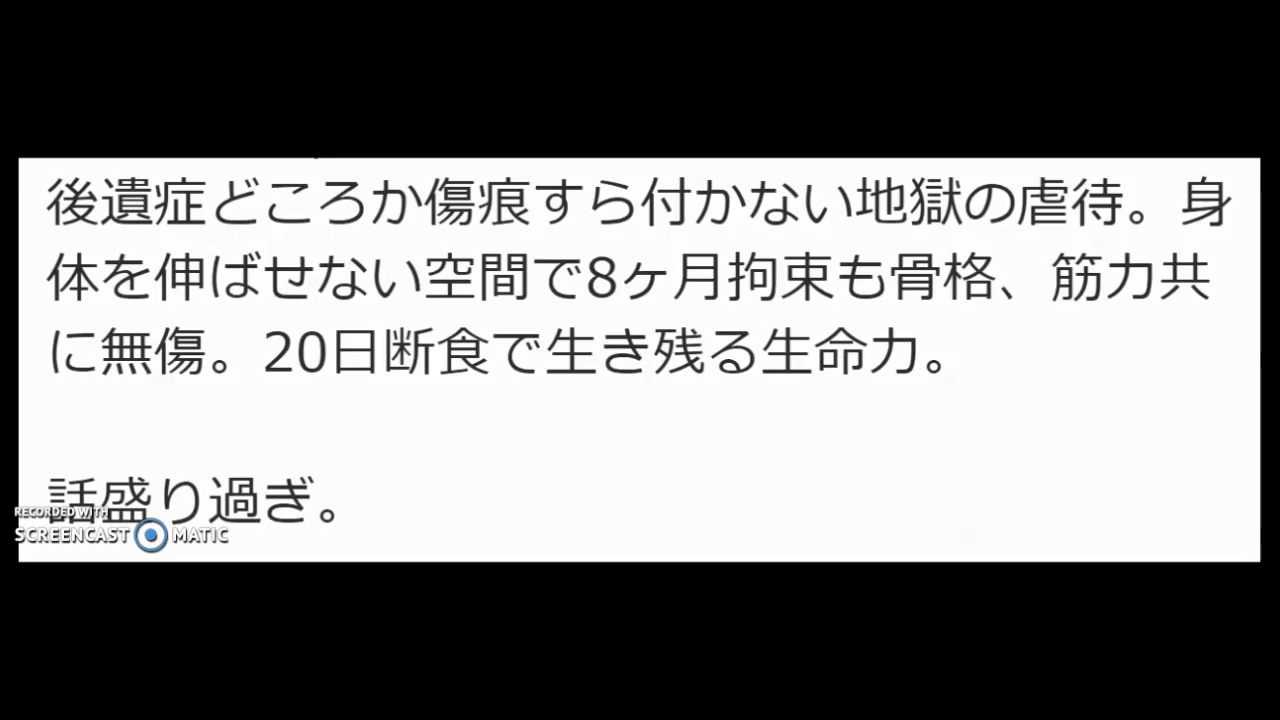 後遺症どころか傷痕すら付かない地獄の虐待。身
体を伸ばせない空間で8ヶ月拘束も骨格、筋力共
に無傷。20日断食で生き残る生命力。
話盛り過ぎ。
RECORDED WITH
SCREENCAST MATIC